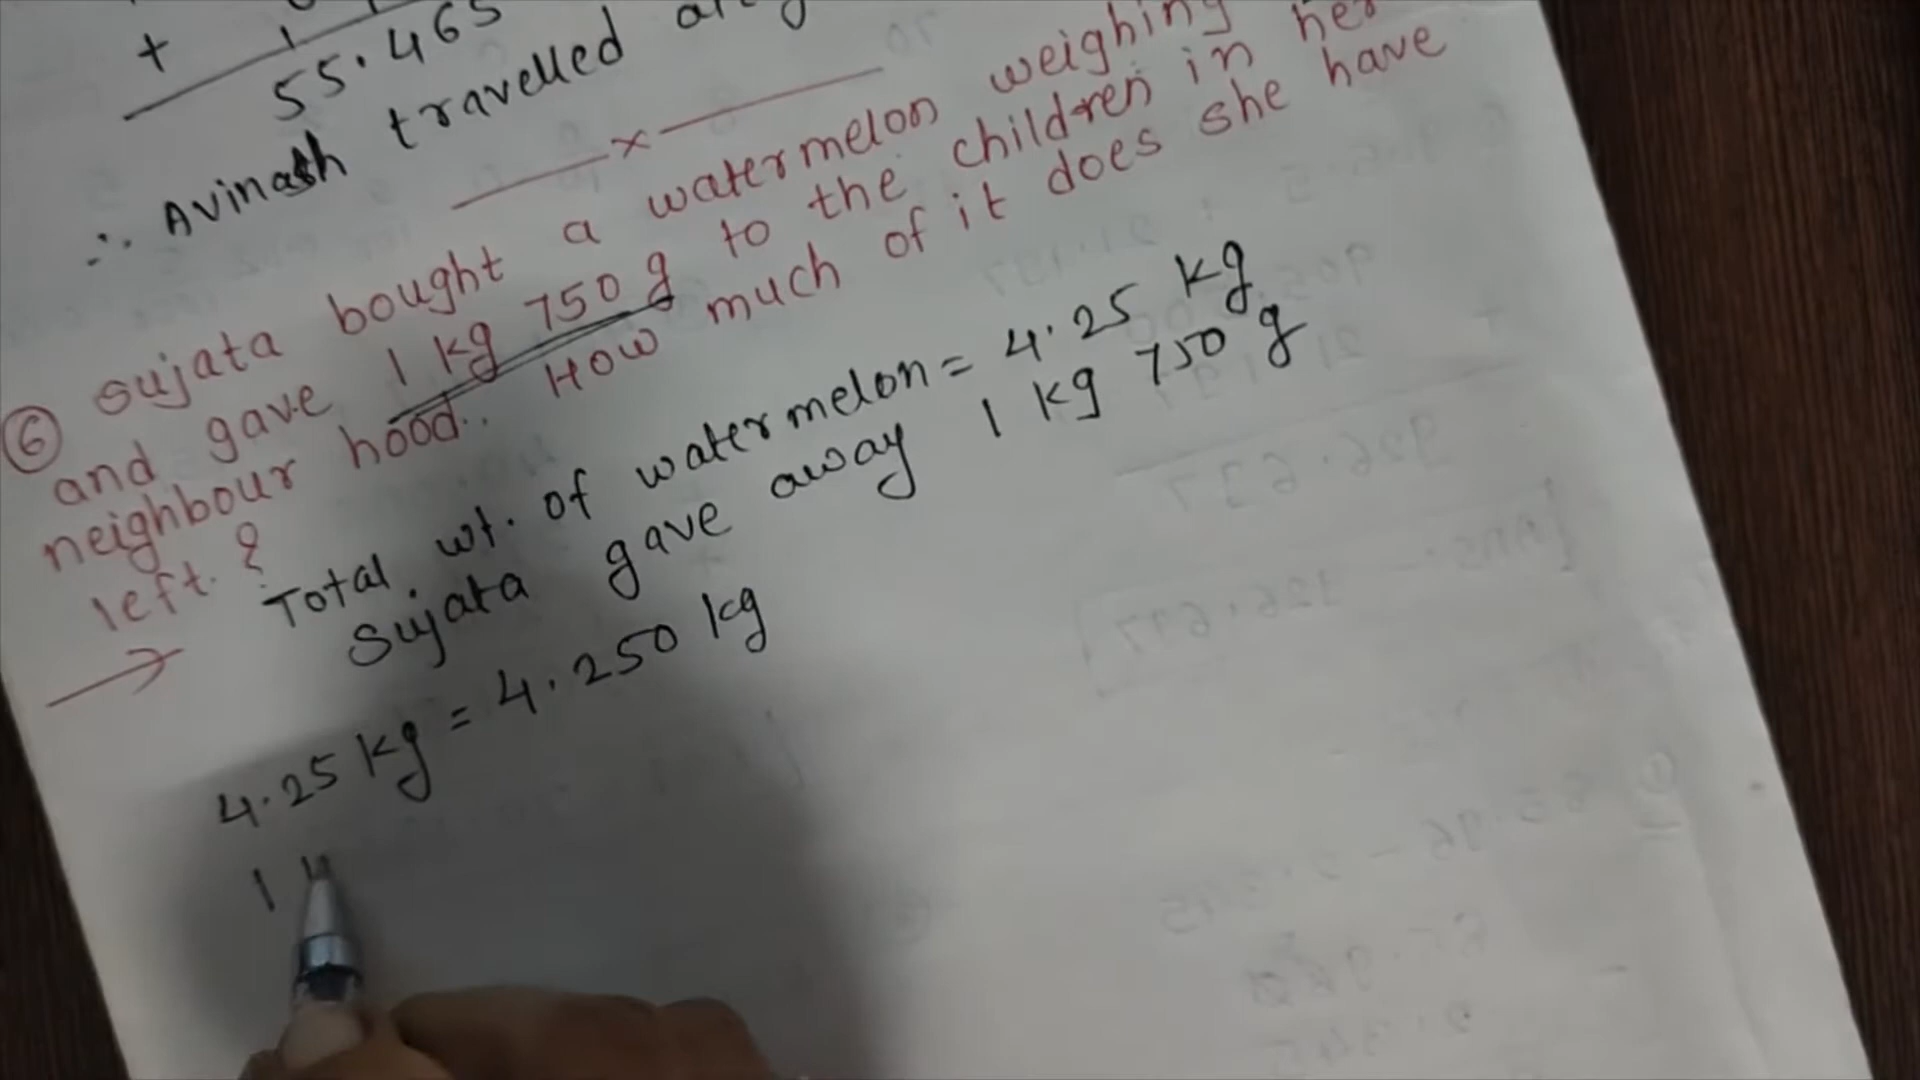 +
55.465
∴ Avinash travelled
x
⑥ sujata bought a watermelon weighing
and gave 1 kg 750 g to the children in her
neighbour hood. How much of it does she have
left ?
→ Total wt. of watermelon = 4.25 kg
Sujata gave away 1 kg 750 g
4.25 kg = 4.250 kg
1